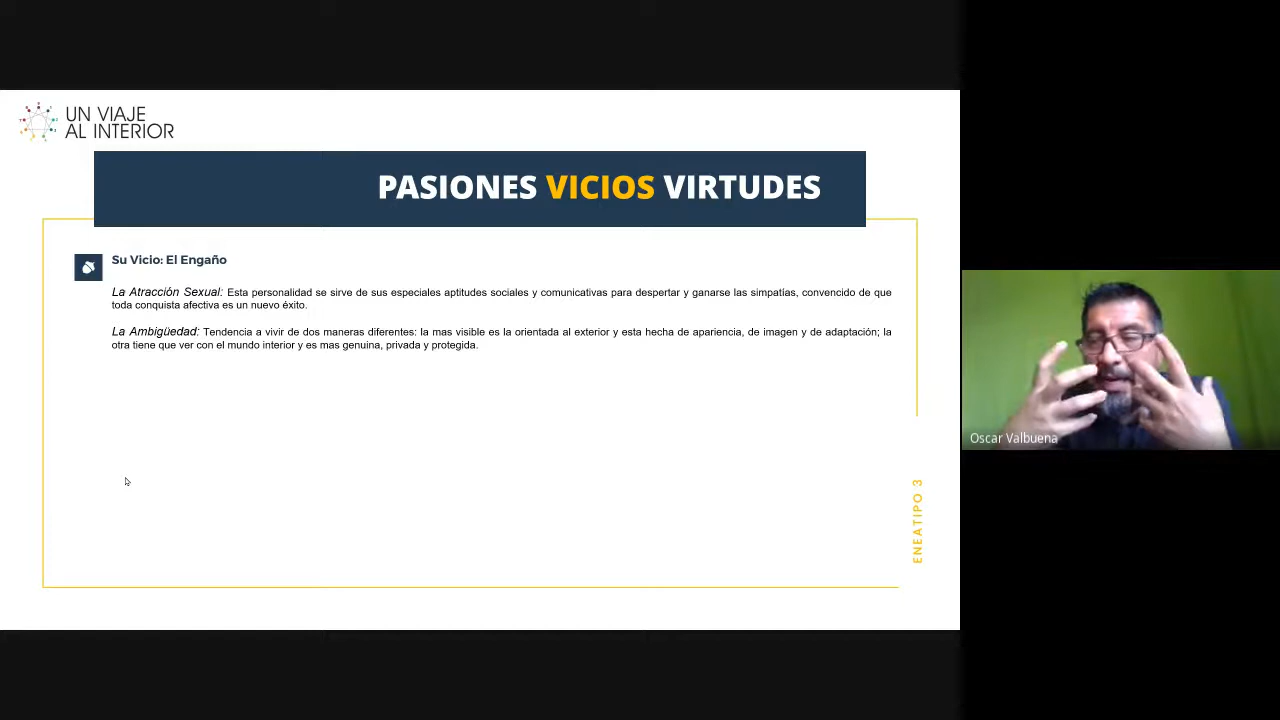 UN VIAJE
AL INTERIOR
PASIONES VICIOS VIRTUDES
Su Vicio: El Engaño
La Atracción Sexual: Esta personalidad se sirve de sus especiales aptitudes sociales y comunicativas para despertar y ganarse las simpatías, convencido de que
toda conquista afectiva es un nuevo éxito.
La Ambigüedad: Tendencia a vivir de dos maneras diferentes: la mas visible es la orientada al exterior y esta hecha de apariencia, de imagen y de adaptación; la
otra tiene que ver con el mundo interior y es mas genuina, privada y protegida.
ENEATIPO 3
Oscar Valbuena